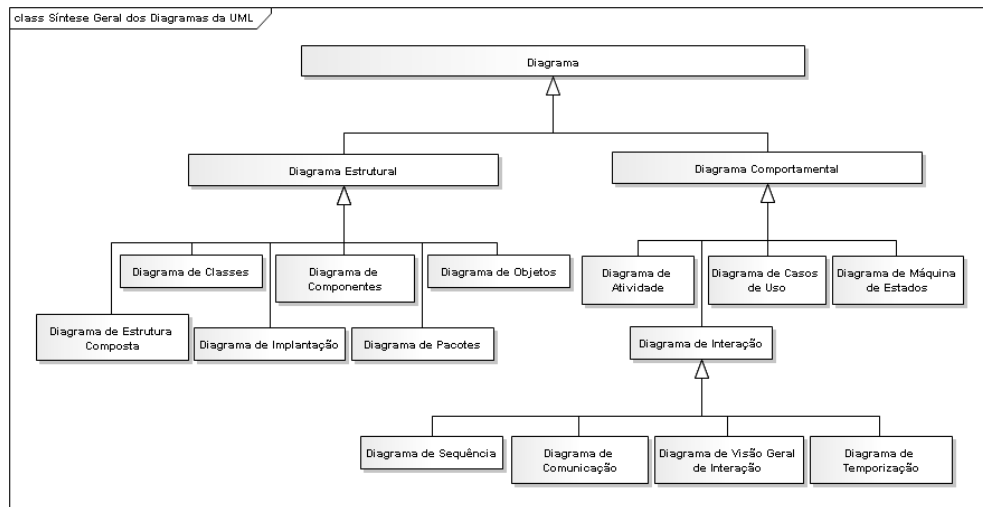 class Síntese Geral dos Diagramas da UML
Diagrama
Diagrama Estrutural
Diagrama Comportamental
Diagrama de Classes
Diagrama de
Componentes
Diagrama de Objetos
Diagrama de Estrutura
Composta
Diagrama de Implantação
Diagrama de Pacotes
Diagrama de
Atividade
Diagrama de Casos
de Uso
Diagrama de Máquina
de Estados
Diagrama de Interação
Diagrama de Sequência
Diagrama de
Comunicação
Diagrama de Visão Geral
de Interação
Diagrama de
Temporização